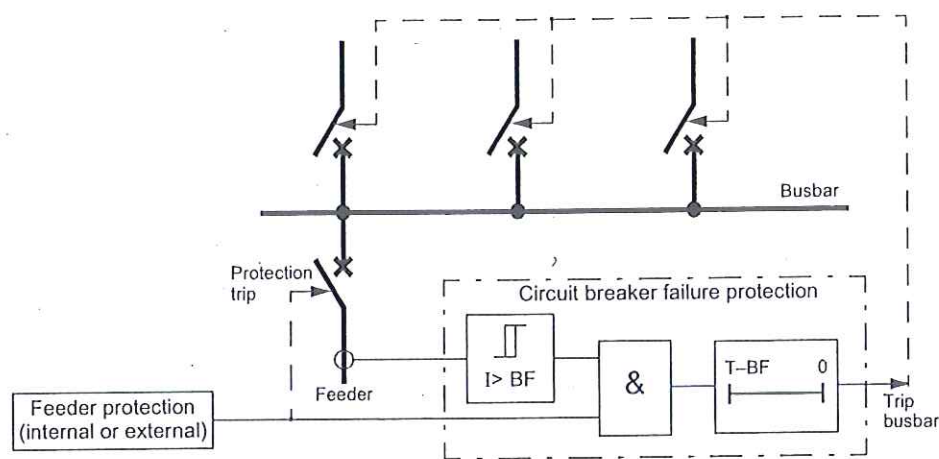 Busbar
Protection
trip
Circuit breaker failure protection
I> BF
&
T–BF 0
Feeder
Trip
busbar
Feeder protection
(internal or external)